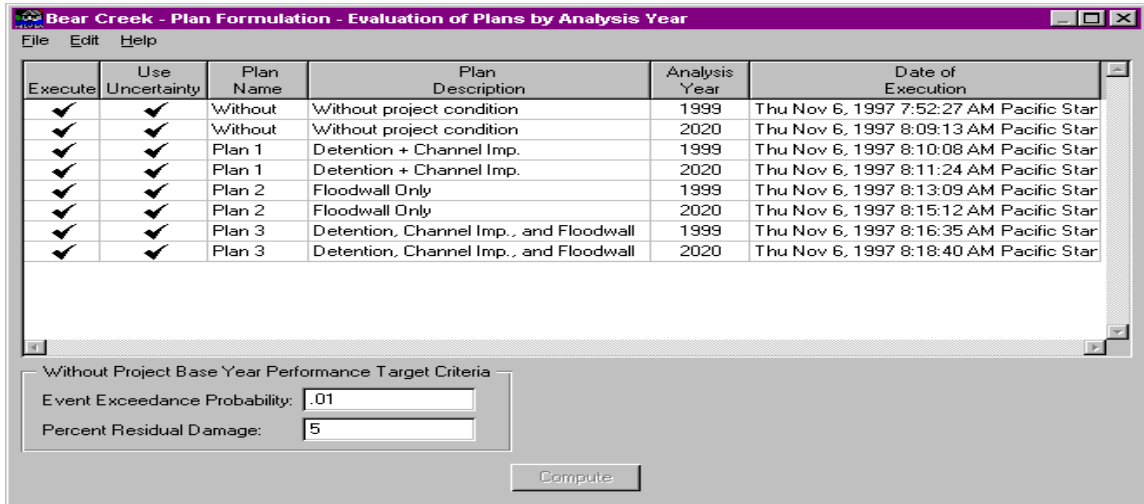 Bear Creek - Plan Formulation - Evaluation of Plans by Analysis Year
File Edit Help
Execute Use Uncertainty Plan Name Plan Description Analysis Year Date of Execution
Without Without project condition 1999 Thu Nov 6, 1997 7:52:27 AM Pacific Star
Without Without project condition 2020 Thu Nov 6, 1997 8:09:13 AM Pacific Star
Plan 1 Detention + Channel Imp. 1999 Thu Nov 6, 1997 8:10:08 AM Pacific Star
Plan 1 Detention + Channel Imp. 2020 Thu Nov 6, 1997 8:11:24 AM Pacific Star
Plan 2 Floodwall Only 1999 Thu Nov 6, 1997 8:13:09 AM Pacific Star
Plan 2 Floodwall Only 2020 Thu Nov 6, 1997 8:15:12 AM Pacific Star
Plan 3 Detention, Channel Imp., and Floodwall 1999 Thu Nov 6, 1997 8:16:35 AM Pacific Star
Plan 3 Detention, Channel Imp., and Floodwall 2020 Thu Nov 6, 1997 8:18:40 AM Pacific Star
Without Project Base Year Performance Target Criteria
Event Exceedance Probability: .01
Percent Residual Damage: 5
Compute